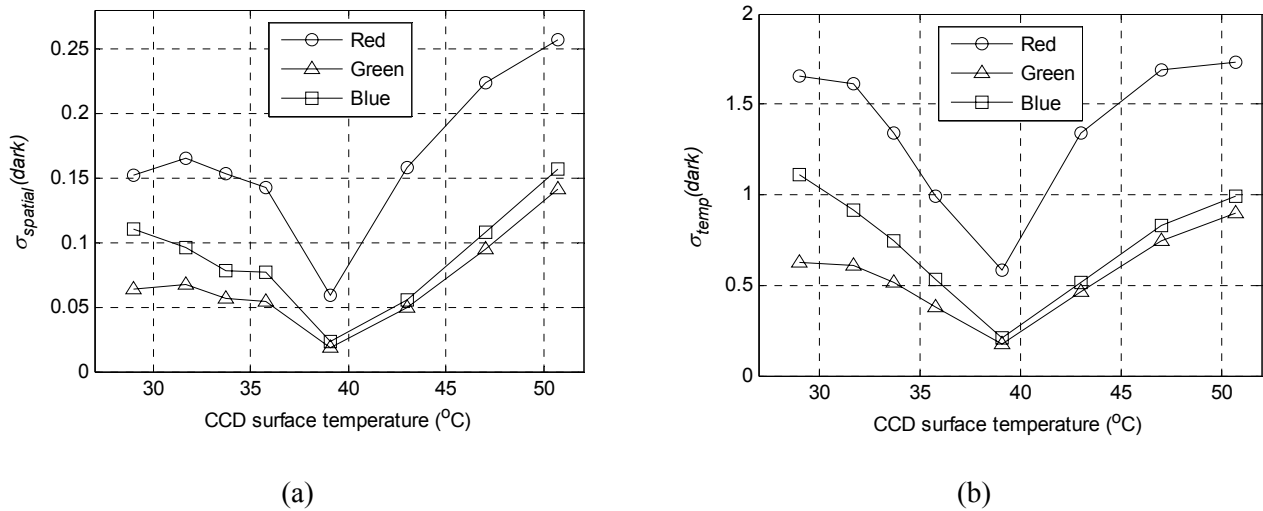 Red
Green
Blue
0.25
0.2
0.15
0.1
0.05
0
σspatial(dark)
30 35 40 45 50
CCD surface temperature (°C)
(a)
Red
Green
Blue
2
1.5
1
0.5
0
σtemp(dark)
30 35 40 45 50
CCD surface temperature (°C)
(b)